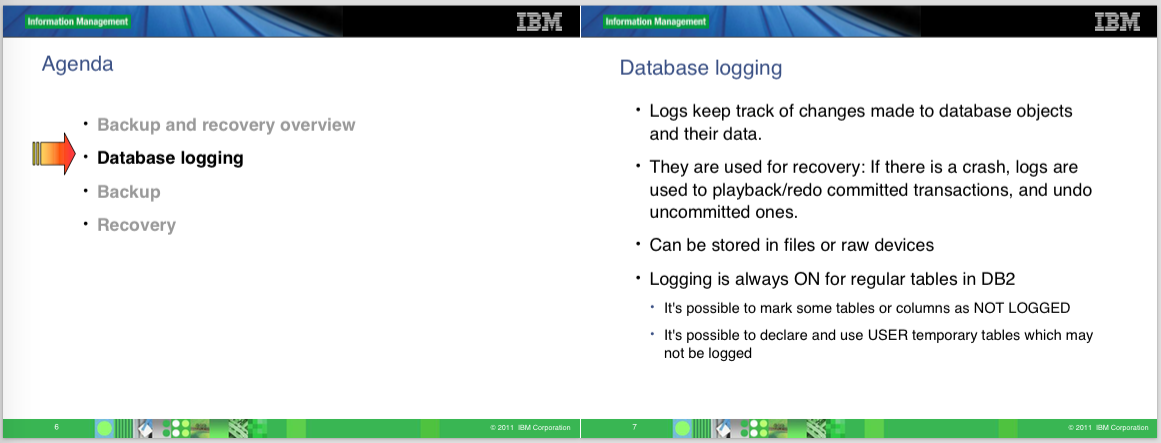 Information Management
IBM
Agenda
• Backup and recovery overview
• Database logging
• Backup
• Recovery
6
© 2011 IBM Corporation
Information Management
IBM
Database logging
• Logs keep track of changes made to database objects
and their data.
• They are used for recovery: If there is a crash, logs are
used to playback/redo committed transactions, and undo
uncommitted ones.
• Can be stored in files or raw devices
• Logging is always ON for regular tables in DB2
• It's possible to mark some tables or columns as NOT LOGGED
• It's possible to declare and use USER temporary tables which may
not be logged
7
© 2011 IBM Corporation